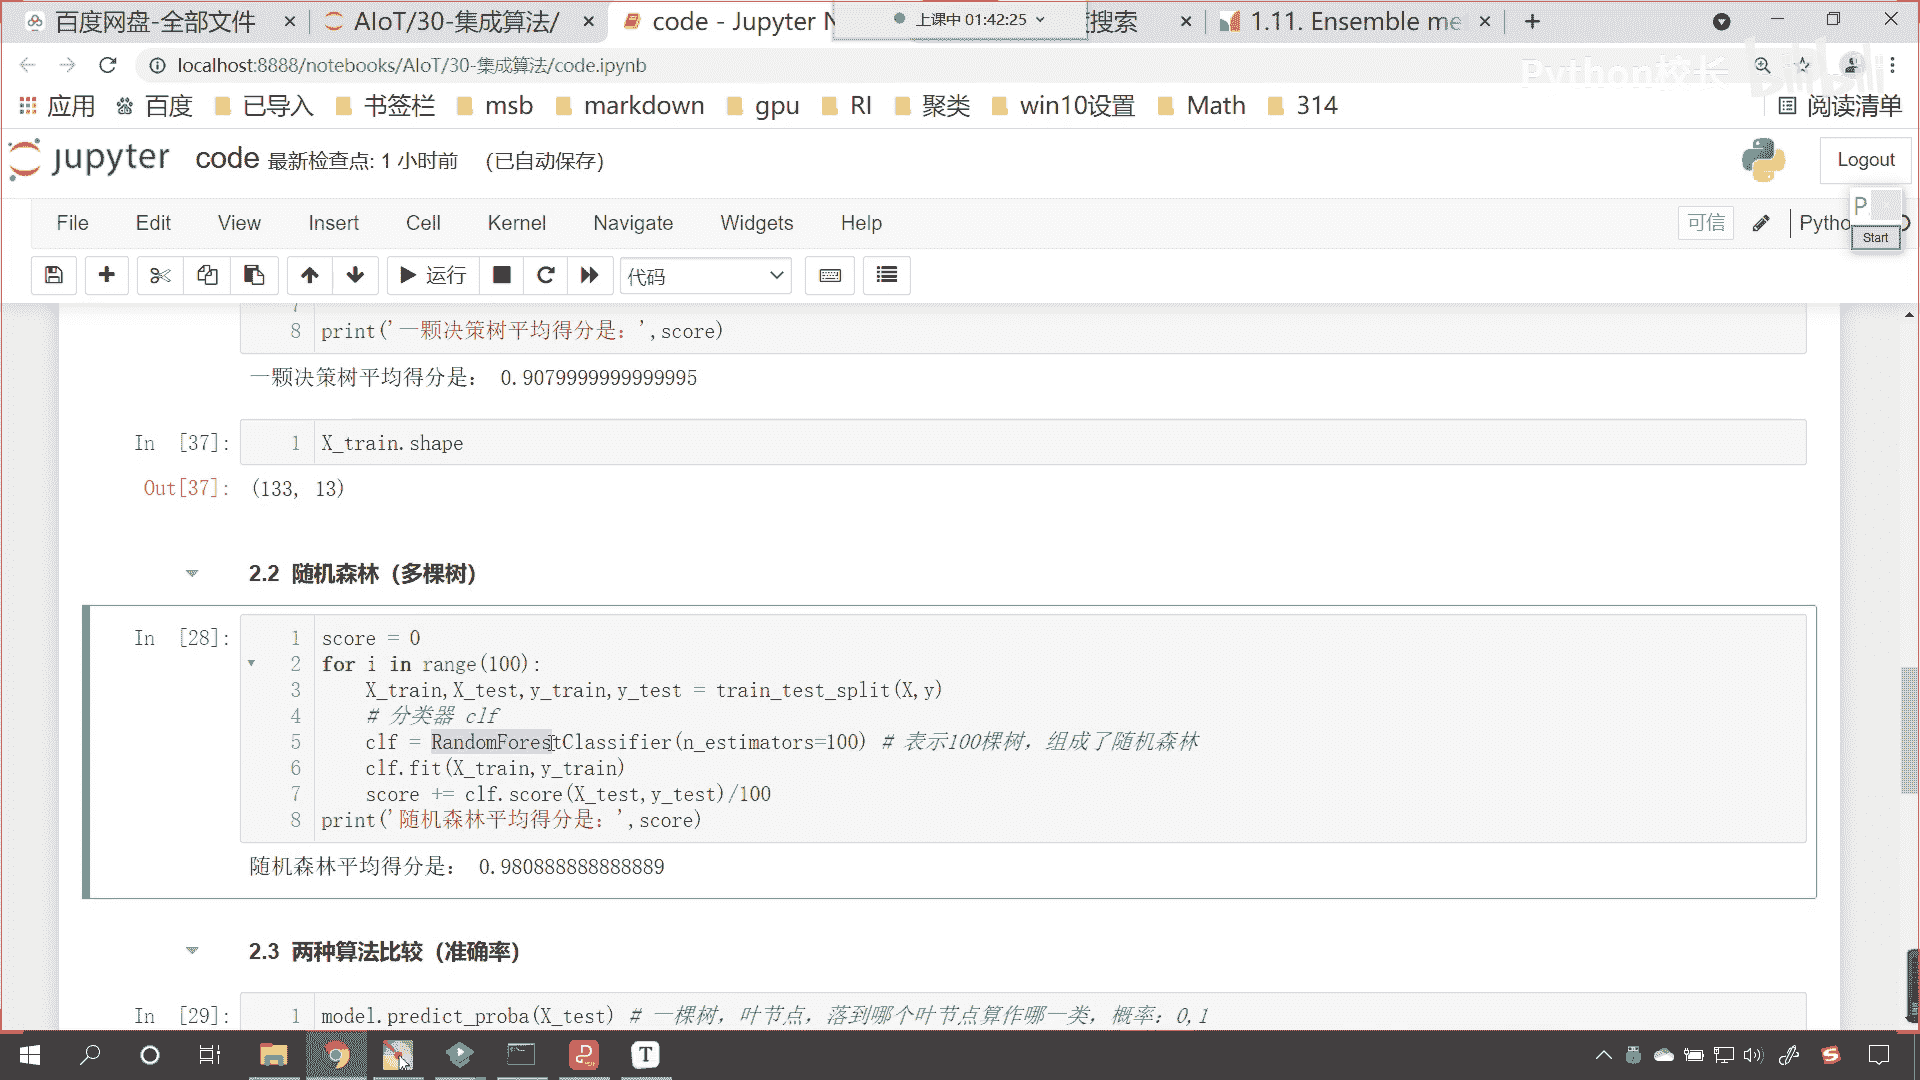 百度网盘-全部文件
AIoT/30-集成算法/
code - Jupyter N
上课中 01:42:25
搜索
1.11. Ensemble me
localhost:8888/notebooks/AIoT/30-集成算法/code.ipynb
Python校长
bilibili
应用
百度
已导入
书签栏
msb
markdown
gpu
RI
聚类
win10设置
Math
314
阅读清单
jupyter
code 最新检查点: 1 小时前 (已自动保存)
Logout
File Edit View Insert Cell Kernel Navigate Widgets Help
可信
Pytho
P
Start
运行
代码
7
8 print('一颗决策树平均得分是：',score)
一颗决策树平均得分是： 0.9079999999999995
In [37]: 1 X_train.shape
Out[37]: (133, 13)
2.2 随机森林（多棵树）
In [28]: 1 score = 0
2 for i in range(100):
3 X_train,X_test,y_train,y_test = train_test_split(X,y)
4 # 分类器 clf
5 clf = RandomForestClassifier(n_estimators=100) # 表示100棵树，组成了随机森林
6 clf.fit(X_train,y_train)
7 score += clf.score(X_test,y_test)/100
8 print('随机森林平均得分是：',score)
随机森林平均得分是： 0.980888888888889
2.3 两种算法比较（准确率）
In [29]: 1 model.predict_proba(X_test) # 一棵树，叶节点，落到哪个叶节点算作哪一类，概率：0,1